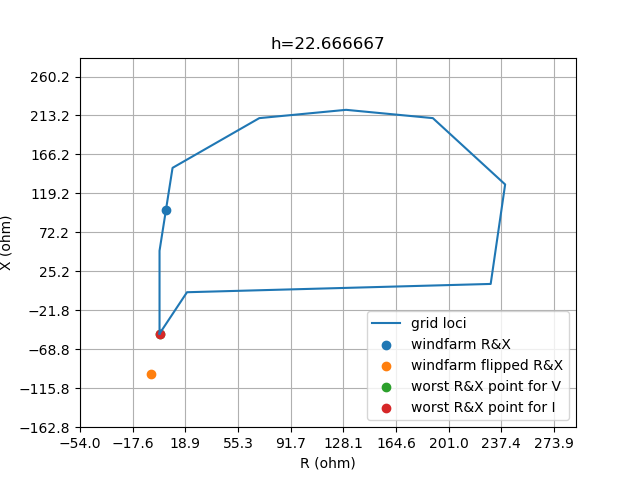 h=22.666667
260.2
213.2
166.2
119.2
72.2
25.2
−21.8
−68.8
−115.8
−162.8
X (ohm)
grid loci
windfarm R&X
windfarm flipped R&X
worst R&X point for V
worst R&X point for I
−54.0 −17.6 18.9 55.3 91.7 128.1 164.6 201.0 237.4 273.9
R (ohm)